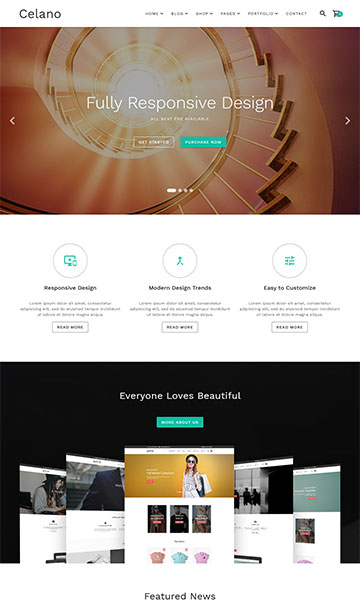 Celano
HOME BLOG SHOP PAGES PORTFOLIO CONTACT
Fully Responsive Design
ALL BEST PSD AVAILABLE
GET STARTED PURCHASE NOW
Responsive Design
Lorem ipsum dolor sit amet, consectetur
adipisicing elit, sed do eiusmod tempor incididunt
ut labore et dolore magna aliqua.
READ MORE
Modern Design Trends
Lorem ipsum dolor sit amet, consectetur
adipisicing elit, sed do eiusmod tempor incididunt
ut labore et dolore magna aliqua.
READ MORE
Easy to Customize
Lorem ipsum dolor sit amet, consectetur
adipisicing elit, sed do eiusmod tempor incididunt
ut labore et dolore magna aliqua.
READ MORE
Everyone Loves Beautiful
MORE ABOUT US
Featured News